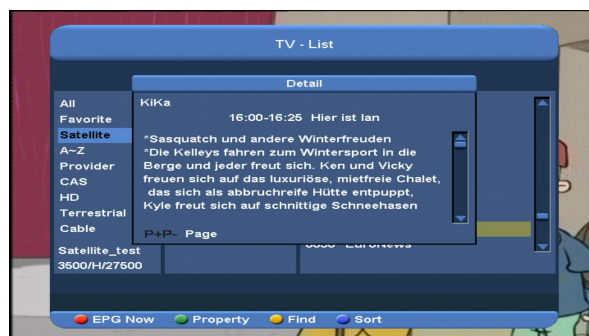 TV - List
Detail
All
Favorite
Satellite
A~Z
Provider
CAS
HD
Terrestrial
Cable
Satellite_test
3500/H/27500
KiKa
16:00-16:25 Hier ist Ian
*Sasquatch und andere Winterfreuden
*Die Kelleys fahren zum Wintersport in die
Berge und jeder freut sich. Ken und Vicky
freuen sich auf das luxuriöse, mietfreie Chalet,
das sich als abbruchreife Hütte entpuppt,
Kyle freut sich auf schnittige Schneehasen
P+P- Page
EuroNews
EPG Now Property Find Sort